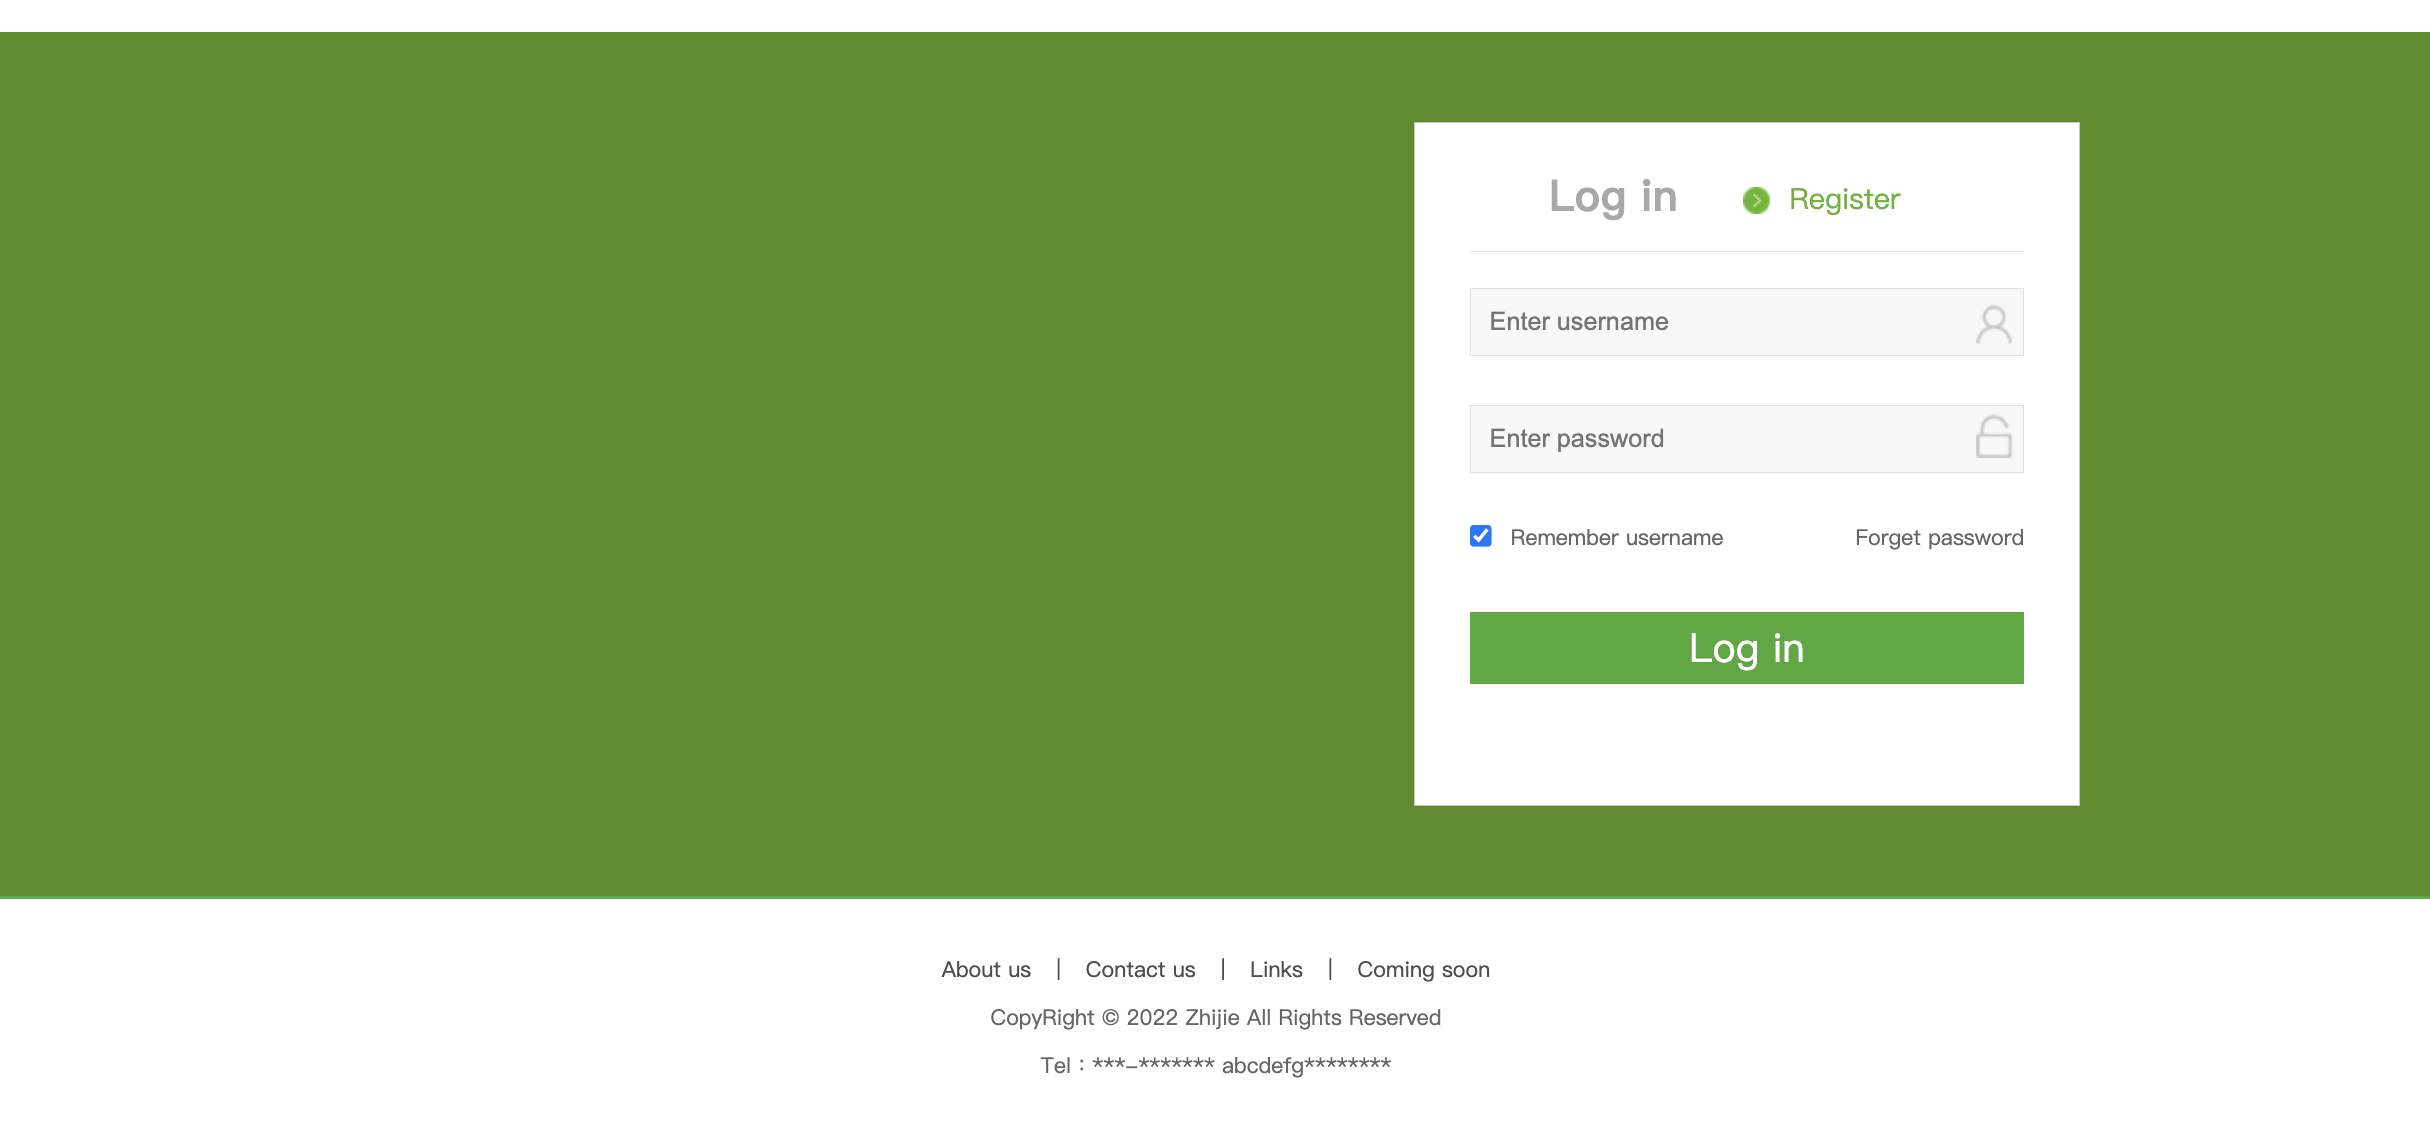 Log in Register
Enter username
Enter password
Remember username Forget password
Log in
About us | Contact us | Links | Coming soon
CopyRight © 2022 Zhijie All Rights Reserved
Tel : ***-******* abcdefg********